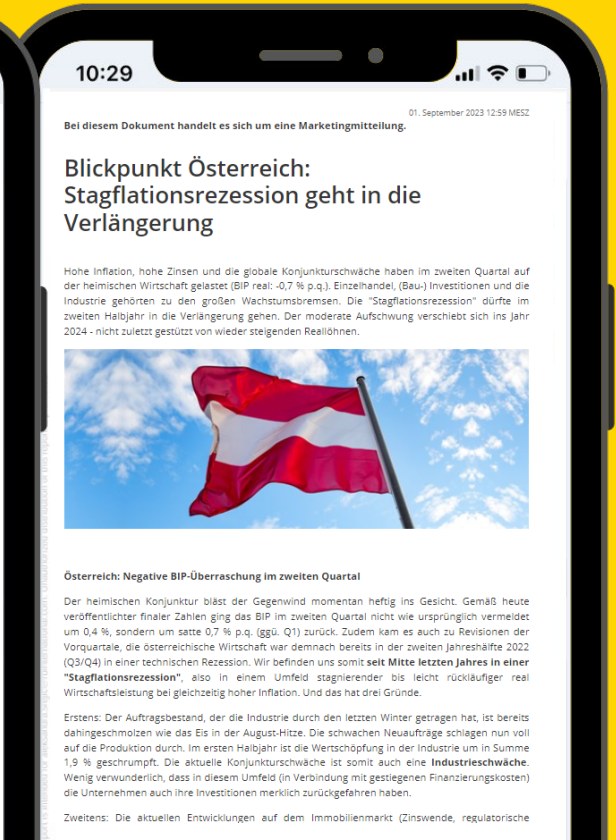 10:29
01. September 2023 12:59 MESZ
Bei diesem Dokument handelt es sich um eine Marketingmitteilung.
Blickpunkt Österreich:
Stagflationsrezession geht in die
Verlängerung
Hohe Inflation, hohe Zinsen und die globale Konjunkturschwäche haben im zweiten Quartal auf
der heimischen Wirtschaft gelastet (BIP real: -0,7 % p.q.). Einzelhandel, (Bau-) Investitionen und die
Industrie gehörten zu den großen Wachstumsbremsen. Die "Stagflationsrezession" dürfte im
zweiten Halbjahr in die Verlängerung gehen. Der moderate Aufschwung verschiebt sich ins Jahr
2024 - nicht zuletzt gestützt von wieder steigenden Reallöhnen.
Österreich: Negative BIP-Überraschung im zweiten Quartal
Der heimischen Konjunktur bläst der Gegenwind momentan heftig ins Gesicht. Gemäß heute
veröffentlichter finaler Zahlen ging das BIP im zweiten Quartal nicht wie ursprünglich vermeldet
um 0,4 %, sondern um satte 0,7 % p.q. (ggü. Q1) zurück. Zudem kam es auch zu Revisionen der
Vorquartale, die österreichische Wirtschaft war demnach bereits in der zweiten Jahreshälfte 2022
(Q3/Q4) in einer technischen Rezession. Wir befinden uns somit seit Mitte letzten Jahres in einer
"Stagflationsrezession", also in einem Umfeld stagnierender bis leicht rückläufiger real
Wirtschaftsleistung bei gleichzeitig hoher Inflation. Und das hat drei Gründe.
Erstens: Der Auftragsbestand, der die Industrie durch den letzten Winter getragen hat, ist bereits
dahingeschmolzen wie das Eis in der August-Hitze. Die schwachen Neuaufträge schlagen nun voll
auf die Produktion durch. Im ersten Halbjahr ist die Wertschöpfung in der Industrie um in Summe
1,9 % geschrumpft. Die aktuelle Konjunkturschwäche ist somit auch eine Industrieschwäche.
Wenig verwunderlich, dass in diesem Umfeld (in Verbindung mit gestiegenen Finanzierungskosten)
die Unternehmen auch ihre Investitionen merklich zurückgefahren haben.
Zweitens: Die aktuellen Entwicklungen auf dem Immobilienmarkt (Zinswende, regulatorische